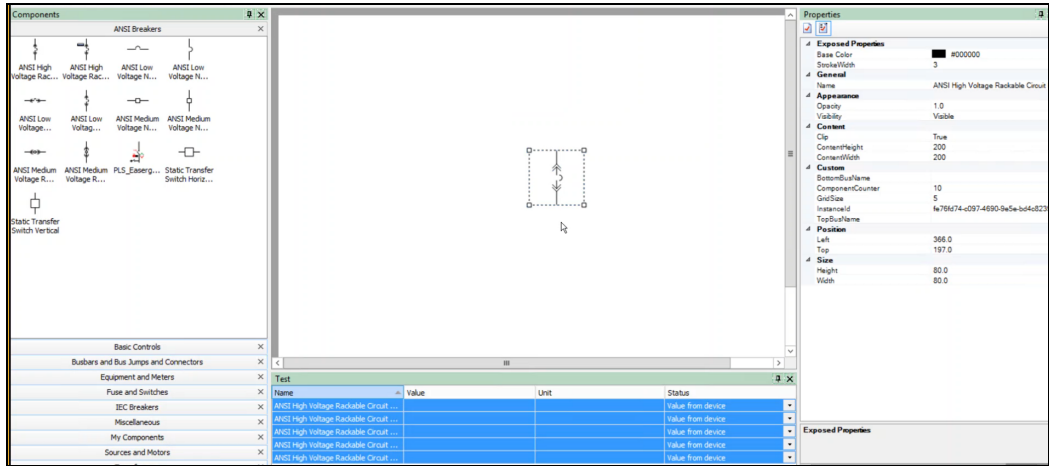 Components
ANSI Breakers
ANSI High
Voltage Rac...
ANSI High
Voltage Rac...
ANSI Low
Voltage N...
ANSI Low
Voltage N...
ANSI Low
Voltage...
ANSI Low
Voltag...
ANSI Medium
Voltage N...
ANSI Medium
Voltage N...
ANSI Medium
Voltage R...
ANSI Medium
Voltage R...
PLS_Easerg...
Static Transfer
Switch Horiz...
Static Transfer
Switch Vertical
Basic Controls
Busbars and Bus Jumps and Connectors
Equipment and Meters
Fuse and Switches
IEC Breakers
Miscellaneous
My Components
Sources and Motors
Test
Name Value Unit Status
ANSI High Voltage Rackable Circuit ... Value from device
ANSI High Voltage Rackable Circuit ... Value from device
ANSI High Voltage Rackable Circuit ... Value from device
ANSI High Voltage Rackable Circuit ... Value from device
ANSI High Voltage Rackable Circuit ... Value from device
Properties
Exposed Properties
Base Color #000000
StrokeWidth 3
General
Name ANSI High Voltage Rackable Circuit
Appearance
Opacity 1.0
Visibility Visible
Content
Clip True
ContentHeight 200
ContentWidth 200
Custom
BottomBusName
ComponentCounter 10
GridSize 5
InstanceId fe76fd74-c097-4690-9e5e-bd4c823
TopBusName
Position
Left 366.0
Top 197.0
Size
Height 80.0
Width 80.0
Exposed Properties